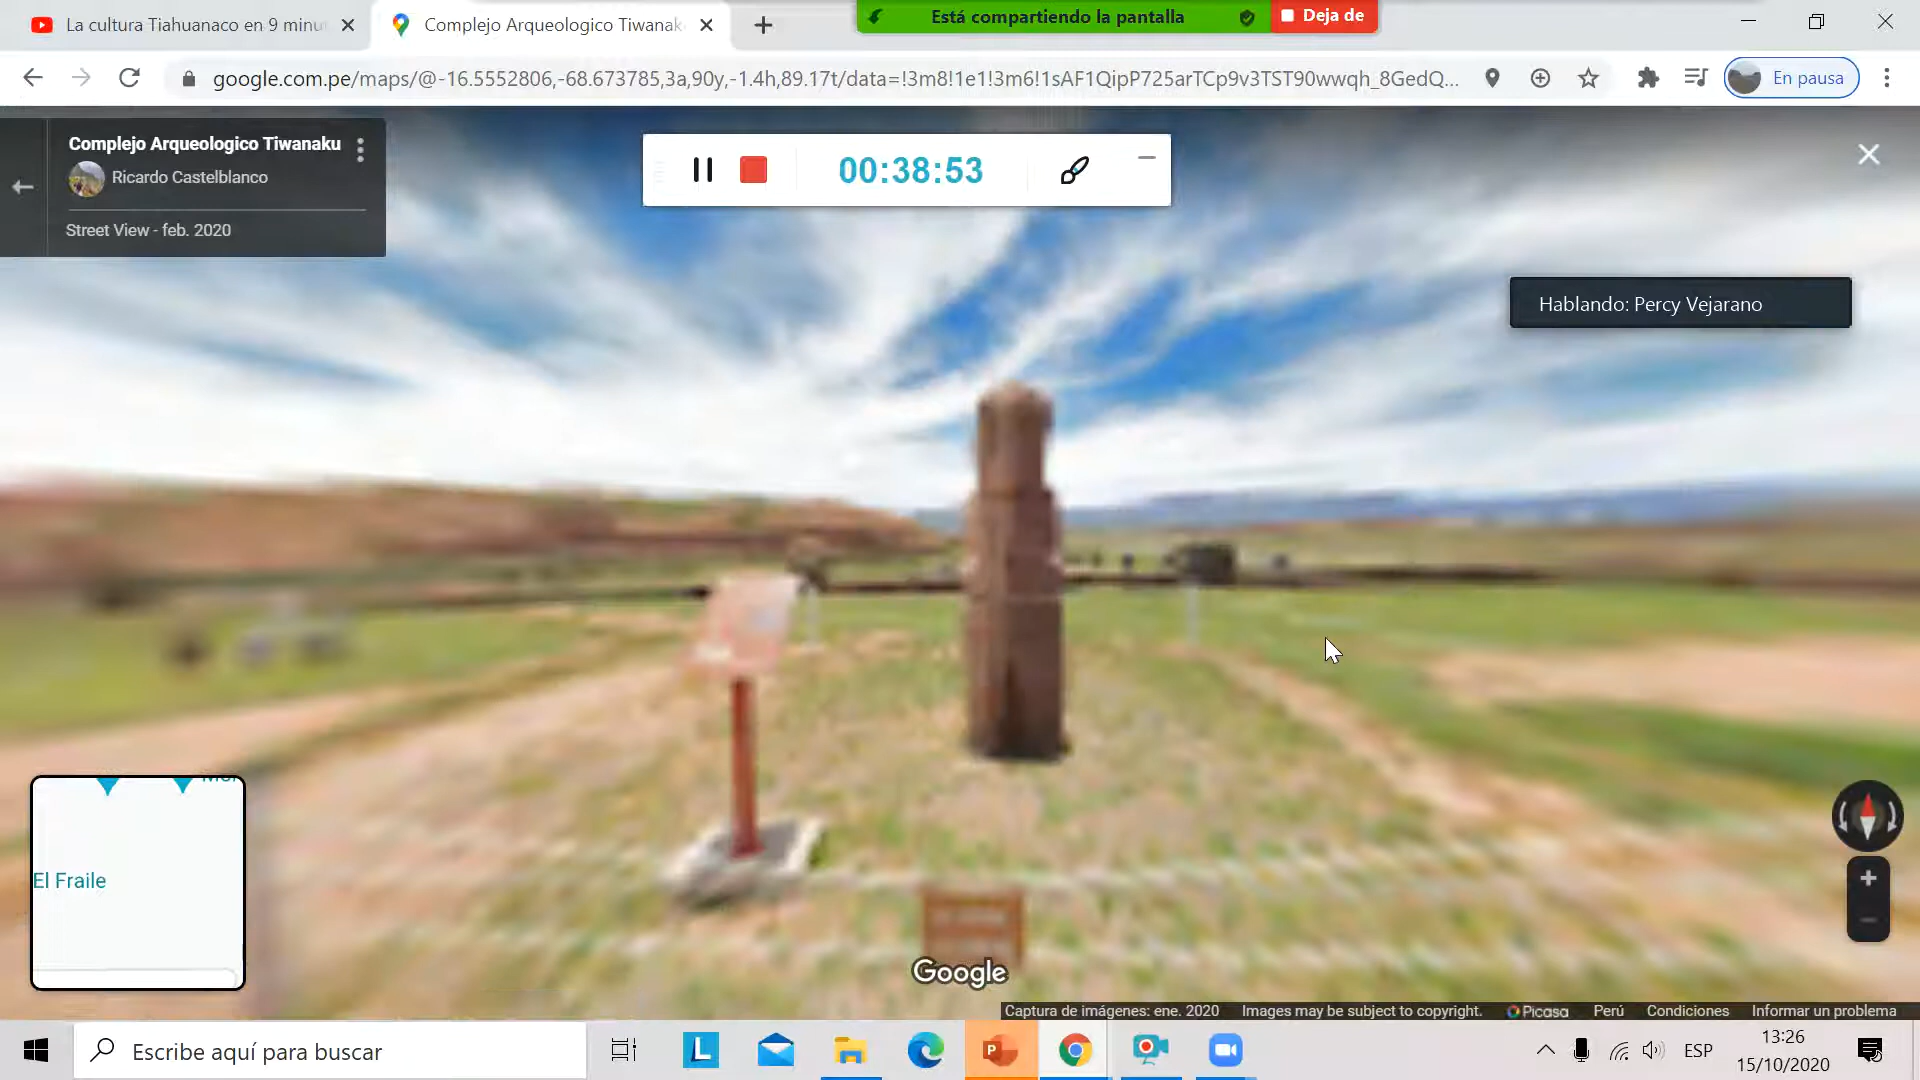 La cultura Tiahuanaco en 9 minu
Complejo Arqueologico Tiwanak
Está compartiendo la pantalla
Deja de
google.com.pe/maps/@-16.5552806,-68.673785,3a,90y,-1.4h,89.17t/data=!3m8!1e1!3m6!1sAF1QipP725arTCp9v3TST90wwqh_8GedQ...
En pausa
Complejo Arqueologico Tiwanaku
Ricardo Castelblanco
Street View - feb. 2020
00:38:53
Hablando: Percy Vejarano
El Fraile
Google
Captura de imágenes: ene. 2020 Images may be subject to copyright. Picasa Perú Condiciones Informar un problema
Escribe aquí para buscar
ESP
13:26
15/10/2020